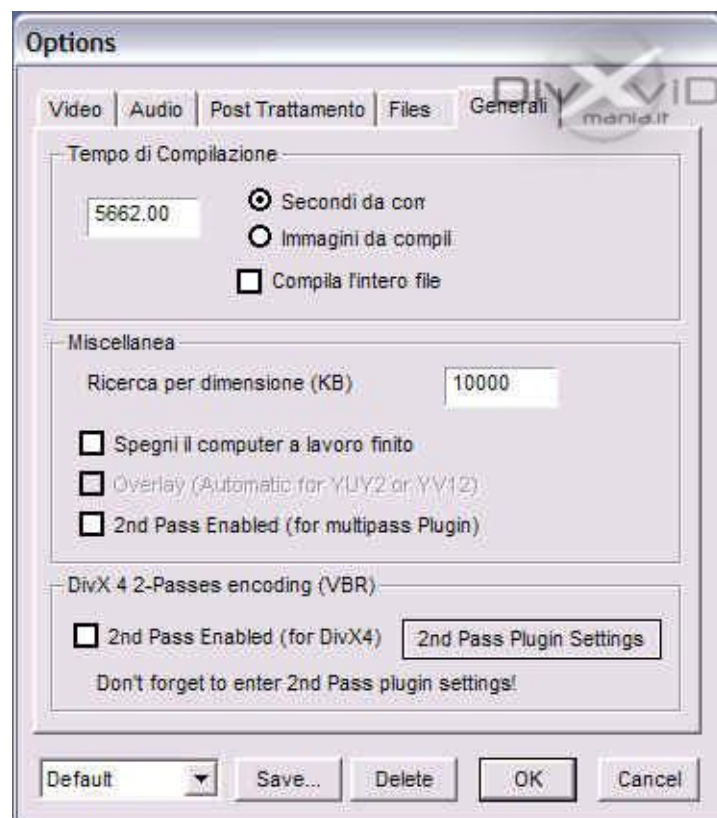 Options
DivXviD
mania.it
Video Audio Post Trattamento Files Generali
Tempo di Compilazione
5662.00
Secondi da com
Immagini da compil
Compila l'intero file
Miscellanea
Ricerca per dimensione (KB) 10000
Spegni il computer a lavoro finito
Overlay (Automatic for YUY2 or YV12)
2nd Pass Enabled (for multipass Plugin)
DivX 4 2-Passes encoding (VBR)
2nd Pass Enabled (for DivX4) 2nd Pass Plugin Settings
Don't forget to enter 2nd Pass plugin settings!
Default Save... Delete OK Cancel